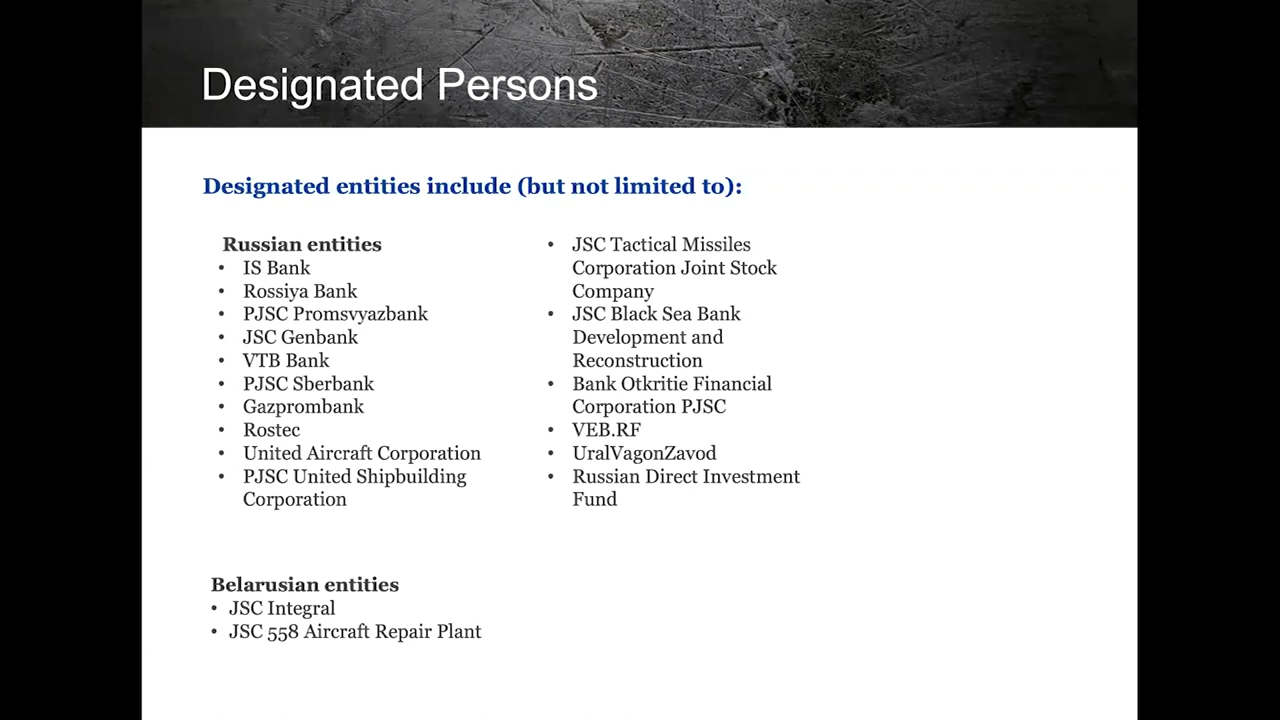 Designated Persons
Designated entities include (but not limited to):
Russian entities
• IS Bank
• Rossiya Bank
• PJSC Promsvyazbank
• JSC Genbank
• VTB Bank
• PJSC Sberbank
• Gazprombank
• Rostec
• United Aircraft Corporation
• PJSC United Shipbuilding
Corporation
• JSC Tactical Missiles
Corporation Joint Stock
Company
• JSC Black Sea Bank
Development and
Reconstruction
• Bank Otkritie Financial
Corporation PJSC
• VEB.RF
• UralVagonZavod
• Russian Direct Investment
Fund
Belarusian entities
• JSC Integral
• JSC 558 Aircraft Repair Plant